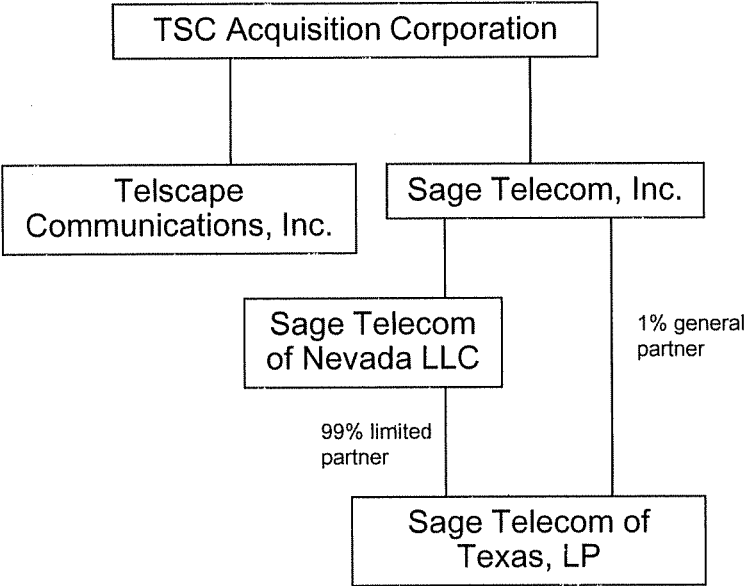 TSC Acquisition Corporation
Telscape
Communications, Inc.
Sage Telecom, Inc.
Sage Telecom
of Nevada LLC
1% general
partner
99% limited
partner
Sage Telecom of
Texas, LP